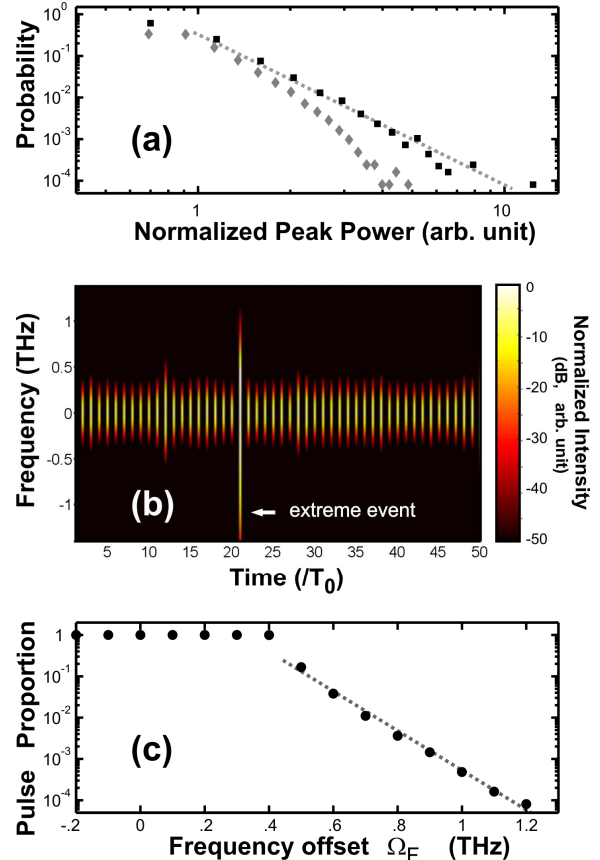 10^0
10^-1
10^-2
10^-3
10^-4
Probability
(a)
1 10
Normalized Peak Power (arb. unit)
1
0.5
0
-0.5
-1
Frequency (THz)
(b)
extreme event
5 10 15 20 25 30 35 40 45 50
Time (/T_0)
0
-10
-20
-30
-40
-50
Normalized Intensity
(dB, arb. unit)
1
10^-1
10^-2
10^-3
10^-4
Pulse Proportion
(c)
-.2 0 .2 .4 .6 .8 1 1.2
Frequency offset Ω_F (THz)